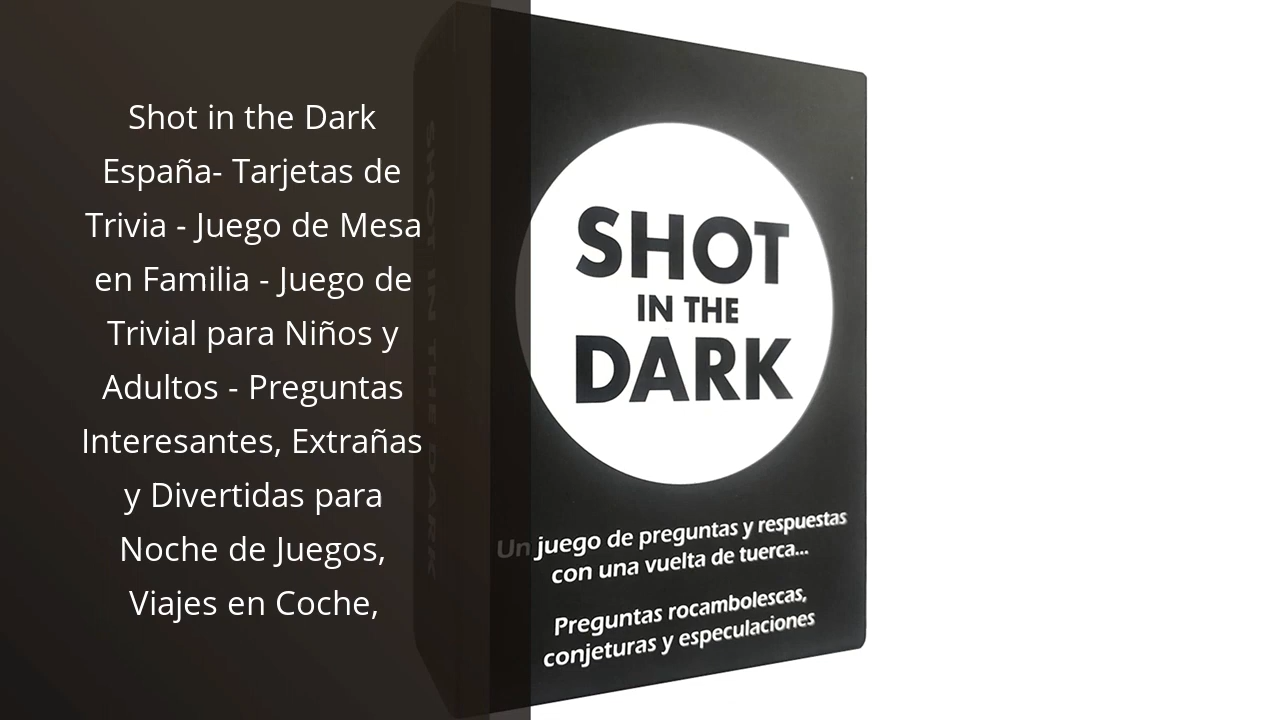 Shot in the Dark
España- Tarjetas de
Trivia - Juego de Mesa
en Familia - Juego de
Trivial para Niños y
Adultos - Preguntas
Interesantes, Extrañas
y Divertidas para
Noche de Juegos,
Viajes en Coche,
SHOT IN THE DARK
SHOT
IN THE
DARK
Un juego de preguntas y respuestas
con una vuelta de tuerca...
Preguntas rocambolescas,
conjeturas y especulaciones